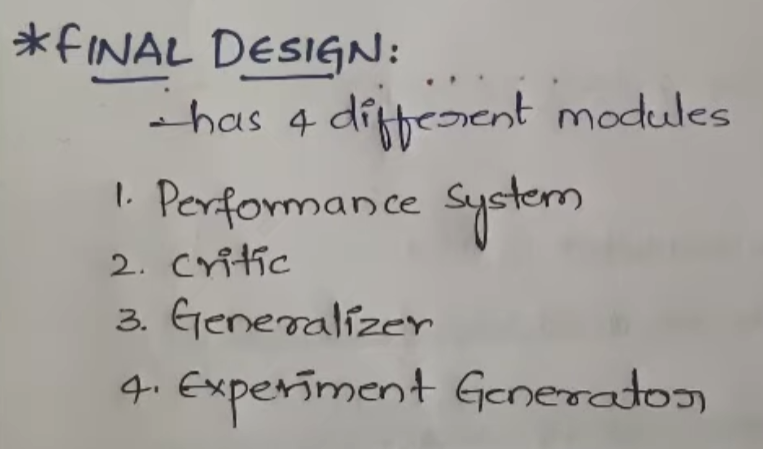 *FINAL DESIGN:
- has 4 different modules
1. Performance System
2. Critic
3. Generalizer
4. Experiment Generator